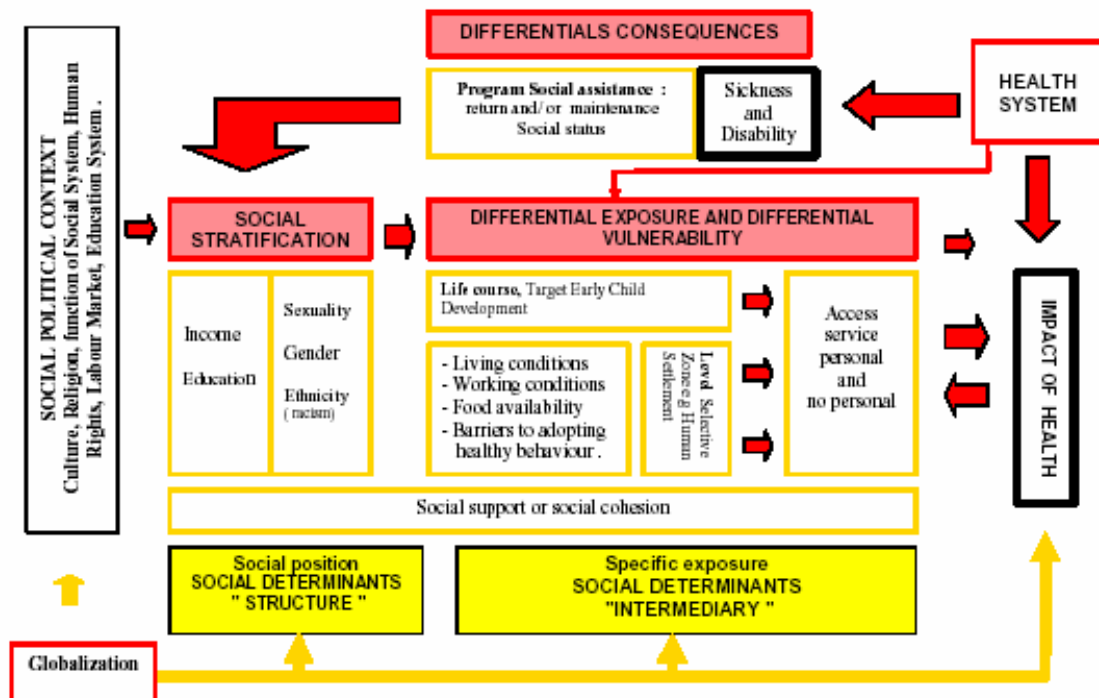 DIFFERENTIALS CONSEQUENCES
Program Social assistance :
return and/ or maintenance
Social status
Sickness
and
Disability
HEALTH
SYSTEM
SOCIAL POLITICAL CONTEXT
Culture, Religion, function of Social System, Human
Rights, Labour Market, Education System .
SOCIAL
STRATIFICATION
DIFFERENTIAL EXPOSURE AND DIFFERENTIAL
VULNERABILITY
Income
Education
Sexuality
Gender
Ethnicity
( racism)
Life course, Target Early Child
Development
- Living conditions
- Working conditions
- Food availability
- Barriers to adopting
healthy behaviour .
Level Selective
Zone e.g Human
Settlement
Access
service
personal
and
no personal
IMPACT OF HEALTH
Social support or social cohesion
Social position
SOCIAL DETERMINANTS
" STRUCTURE "
Specific exposure
SOCIAL DETERMINANTS
"INTERMEDIARY "
Globalization